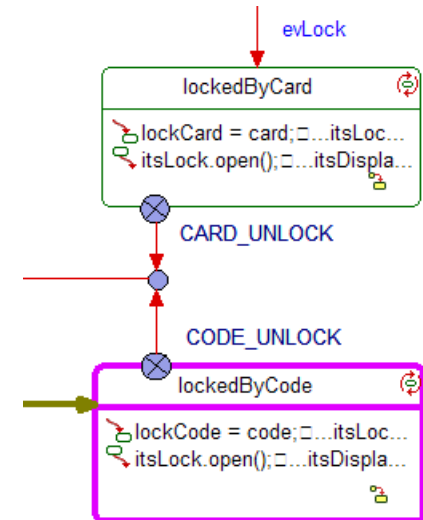 evLock
lockedByCard
lockCard = card;□...itsLoc...
itsLock.open();□...itsDispla...
CARD_UNLOCK
CODE_UNLOCK
lockedByCode
lockCode = code;□...itsLoc...
itsLock.open();□...itsDispla...